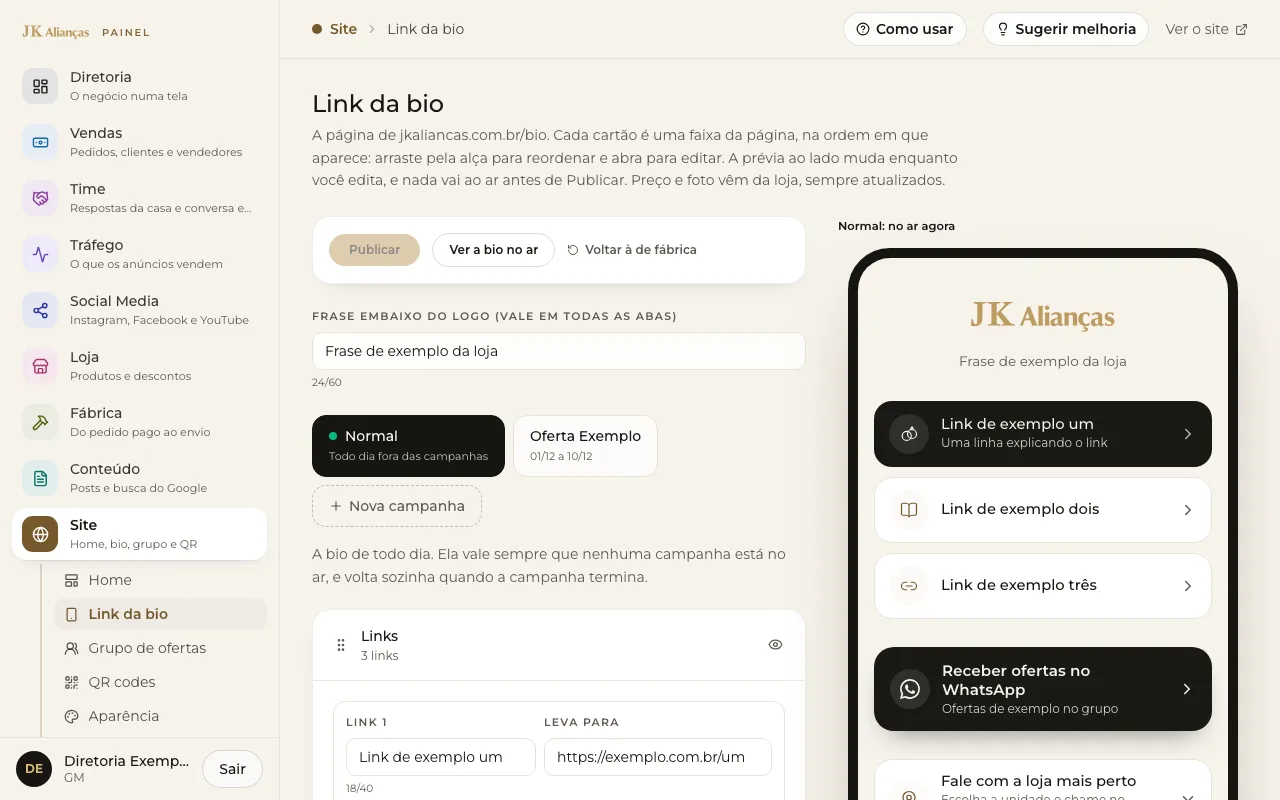 JK Alianças PAINEL
Diretoria
O negócio numa tela
Vendas
Pedidos, clientes e vendedores
Time
Respostas da casa e conversa e...
Tráfego
O que os anúncios vendem
Social Media
Instagram, Facebook e YouTube
Loja
Produtos e descontos
Fábrica
Do pedido pago ao envio
Conteúdo
Posts e busca do Google
Site
Home, bio, grupo e QR
Home
Link da bio
Grupo de ofertas
QR codes
Aparência
DE
Diretoria Exemp...
GM
Sair
Site
Link da bio
Como usar
Sugerir melhoria
Ver o site
Link da bio
A página de jkaliancas.com.br/bio. Cada cartão é uma faixa da página, na ordem em que
aparece: arraste pela alça para reordenar e abra para editar. A prévia ao lado muda enquanto
você edita, e nada vai ao ar antes de Publicar. Preço e foto vêm da loja, sempre atualizados.
Publicar
Ver a bio no ar
Voltar à de fábrica
FRASE EMBAIXO DO LOGO (VALE EM TODAS AS ABAS)
Frase de exemplo da loja
24/60
Normal
Todo dia fora das campanhas
Oferta Exemplo
01/12 a 10/12
Nova campanha
A bio de todo dia. Ela vale sempre que nenhuma campanha está no
ar, e volta sozinha quando a campanha termina.
Links
3 links
LINK 1
LEVA PARA
Link de exemplo um
https://exemplo.com.br/um
18/40
Normal: no ar agora
JK Alianças
Frase de exemplo da loja
Link de exemplo um
Uma linha explicando o link
Link de exemplo dois
Link de exemplo três
Receber ofertas no
WhatsApp
Ofertas de exemplo no grupo
Fale com a loja mais perto
Escolha a unidade e chame no